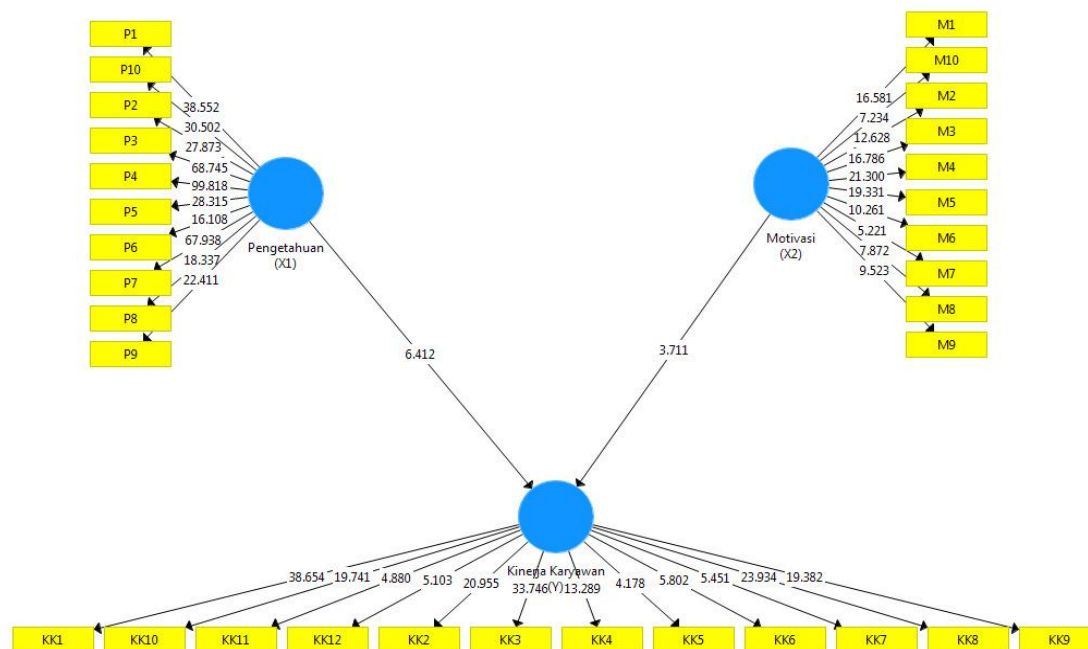 P1
P10
P2
P3
P4
P5
P6
P7
P8
P9
38.552
30.502
27.873
68.745
99.818
28.315
16.108
67.938
18.337
22.411
Pengetahuan
(X1)
M1
M10
M2
M3
M4
M5
M6
M7
M8
M9
16.581
7.234
12.628
16.786
21.300
19.331
10.261
5.221
7.872
9.523
Motivasi
(X2)
6.412
3.711
Kinerja Karyawan
(Y)
38.654
19.741
4.880
5.103
20.955
33.746
13.289
4.178
5.802
5.451
23.934
19.382
KK1
KK10
KK11
KK12
KK2
KK3
KK4
KK5
KK6
KK7
KK8
KK9